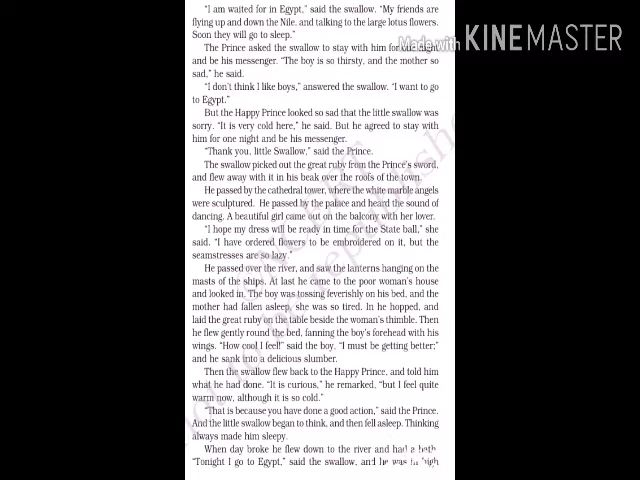 "I am waited for in Egypt," said the swallow. "My friends are
flying up and down the Nile, and talking to the large lotus flowers.
Soon they will go to sleep."
The Prince asked the swallow to stay with him for one night
and be his messenger. "The boy is so thirsty, and the mother so
sad," he said.
"I don't think I like boys," answered the swallow. "I want to go
to Egypt."
But the Happy Prince looked so sad that the little swallow was
sorry. "It is very cold here," he said. But he agreed to stay with
him for one night and be his messenger.
"Thank you, little Swallow," said the Prince.
The swallow picked out the great ruby from the Prince's sword,
and flew away with it in his beak over the roofs of the town.
He passed by the cathedral tower, where the white marble angels
were sculptured. He passed by the palace and heard the sound of
dancing. A beautiful girl came out on the balcony with her lover.
"I hope my dress will be ready in time for the State ball," she
said. "I have ordered flowers to be embroidered on it, but the
seamstresses are so lazy."
He passed over the river, and saw the lanterns hanging on the
masts of the ships. At last he came to the poor woman's house
and looked in. The boy was tossing feverishly on his bed, and the
mother had fallen asleep, she was so tired. In he hopped, and
laid the great ruby on the table beside the woman's thimble. Then
he flew gently round the bed, fanning the boy's forehead with his
wings. "How cool I feel!" said the boy, "I must be getting better;"
and he sank into a delicious slumber.
Then the swallow flew back to the Happy Prince, and told him
what he had done. "It is curious," he remarked, "but I feel quite
warm now, although it is so cold."
"That is because you have done a good action," said the Prince.
And the little swallow began to think, and then fell asleep. Thinking
always made him sleepy.
When day broke he flew down to the river and had a bath.
"Tonight I go to Egypt," said the swallow, and he was in high
Made with KINEMASTER
not to be republished